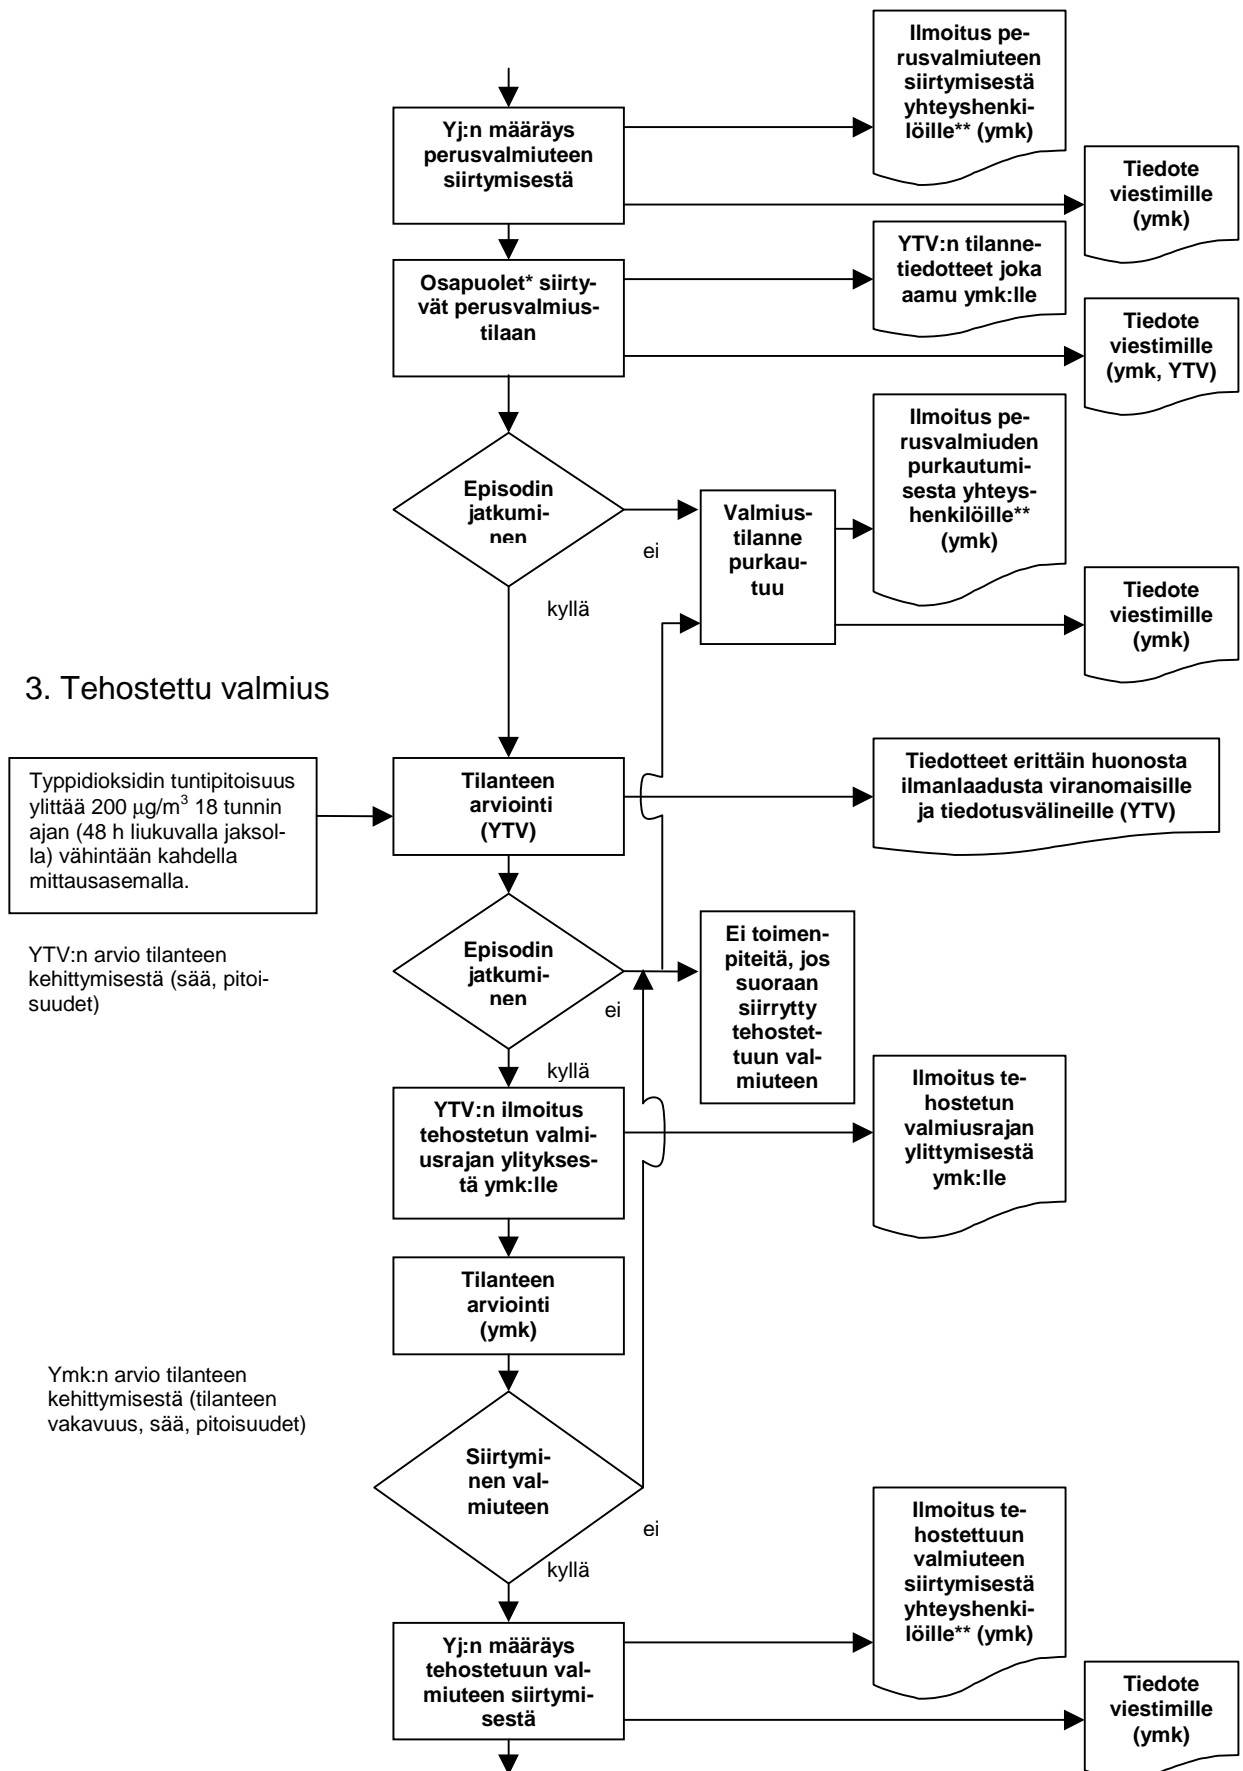 Ilmoitus pe-
rusvalmiuteen
siirtymisestä
yhteyshenki-
löille** (ymk)
Yj:n määräys
perusvalmiuteen
siirtymisestä
Tiedote
viestimille
(ymk)
YTV:n tilanne-
tiedotteet joka
aamu ymk:lle
Osapuolet* siirty-
vät perusvalmius-
tilaan
Tiedote
viestimille
(ymk, YTV)
Ilmoitus pe-
rusvalmiuden
purkautumi-
sesta yhteys-
henkilöille**
(ymk)
Episodin
jatkumi-
nen
ei
kyllä
Valmius-
tilanne
purkau-
tuu
Tiedote
viestimille
(ymk)
3. Tehostettu valmius
Typpidioksidin tuntipitoisuus
ylittää 200 µg/m³ 18 tunnin
ajan (48 h liukuvalla jaksol-
la) vähintään kahdella
mittausasemalla.
Tilanteen
arviointi
(YTV)
Tiedotteet erittäin huonosta
ilmanlaadusta viranomaisille
ja tiedotusvälineille (YTV)
YTV:n arvio tilanteen
kehittymisestä (sää, pitoi-
suudet)
Episodin
jatkumi-
nen
ei
kyllä
Ei toimen-
piteitä, jos
suoraan
siirrytty
tehostet-
tuun val-
miuteen
YTV:n ilmoitus
tehostetun valmi-
usrajan ylitykses-
tä ymk:lle
Ilmoitus te-
hostetun
valmiusrajan
ylittymisestä
ymk:lle
Tilanteen
arviointi
(ymk)
Ymk:n arvio tilanteen
kehittymisestä (tilanteen
vakavuus, sää, pitoisuudet)
Siirtymi-
nen val-
miuteen
ei
kyllä
Ilmoitus te-
hostettuun
valmiuteen
siirtymisestä
yhteyshenki-
löille** (ymk)
Yj:n määräys
tehostetuun val-
miuteen siirtymi-
sestä
Tiedote
viestimille
(ymk)